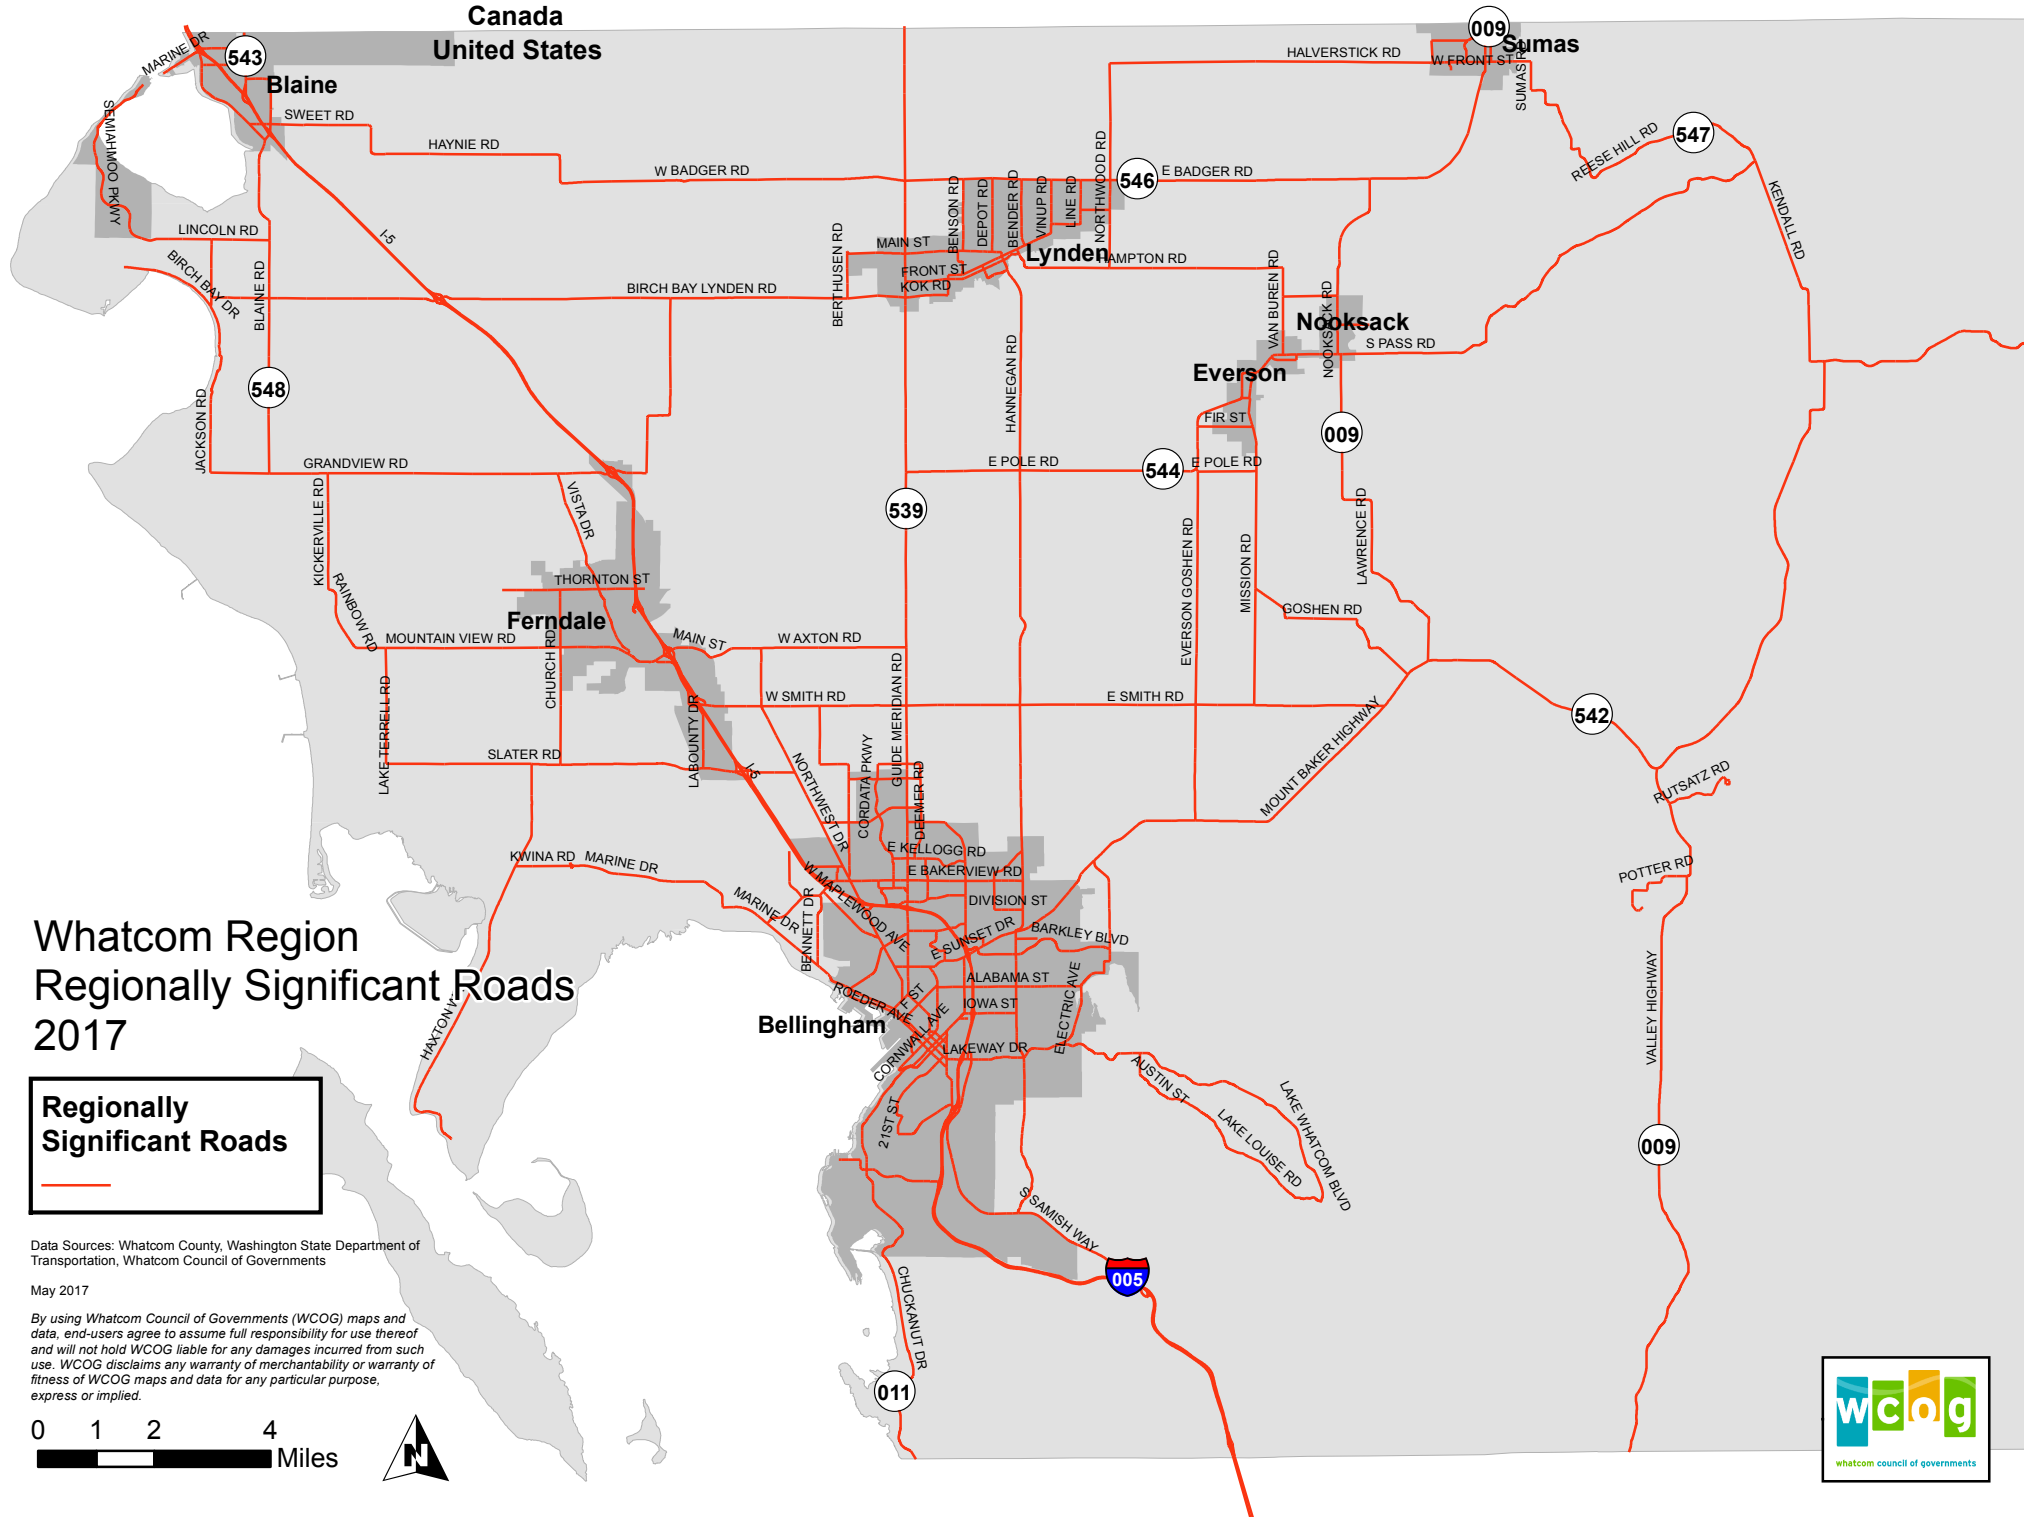 Canada
United States
009
Sumas
MARINE DR
543
Blaine
HALVERSTICK RD
W FRONT ST
SUMAS RD
SEMIAHMOO PKWY
SWEET RD
HAYNIE RD
W BADGER RD
546
E BADGER RD
REESE HILL RD
547
KENDALL RD
LINCOLN RD
I-5
BIRCH BAY DR
BLAINE RD
BERTHUSEN RD
MAIN ST
BENSON RD
DEPOT RD
BENDER RD
VINUP RD
LINE RD
NORTHWOOD RD
Lynden
HAMPTON RD
FRONT ST
KOK RD
BIRCH BAY LYNDEN RD
VAN BUREN RD
NOOKSACK RD
Nooksack
S PASS RD
Everson
HANNEGAN RD
548
JACKSON RD
FIR ST
009
GRANDVIEW RD
E POLE RD
544
E POLE RD
KICKERVILLE RD
VISTA DR
539
LAWRENCE RD
EVERSON GOSHEN RD
MISSION RD
RAINBOW RD
THORNTON ST
Ferndale
GOSHEN RD
MOUNTAIN VIEW RD
CHURCH RD
MAIN ST
W AXTON RD
LAKE TERRELL RD
LABOUNTY DR
W SMITH RD
GUIDE MERIDIAN RD
E SMITH RD
MOUNT BAKER HIGHWAY
542
SLATER RD
I-5
NORTHWEST DR
CORDATA PKWY
DEEMER RD
RUTSATZ RD
KWINA RD
MARINE DR
E KELLOGG RD
E BAKERVIEW RD
POTTER RD
W MAPLEWOOD AVE
MARINE DR
BENNETT DR
DIVISION ST
E SUNSET DR
BARKLEY BLVD
Whatcom Region
Regionally Significant Roads
2017
HAXTON W
ALABAMA ST
ROEDER AVE
F ST
IOWA ST
ELECTRIC AVE
VALLEY HIGHWAY
Bellingham
CORNWALL AVE
LAKEWAY DR
AUSTIN ST
LAKE WHATCOM BLVD
LAKE LOUISE RD
21ST ST
009
Regionally
Significant Roads
S SAMISH WAY
005
CHUCKANUT DR
011
Data Sources: Whatcom County, Washington State Department of
Transportation, Whatcom Council of Governments
May 2017
By using Whatcom Council of Governments (WCOG) maps and
data, end-users agree to assume full responsibility for use thereof
and will not hold WCOG liable for any damages incurred from such
use. WCOG disclaims any warranty of merchantability or warranty of
fitness of WCOG maps and data for any particular purpose,
express or implied.
0 1 2 4
Miles
N
wcog
whatcom council of governments